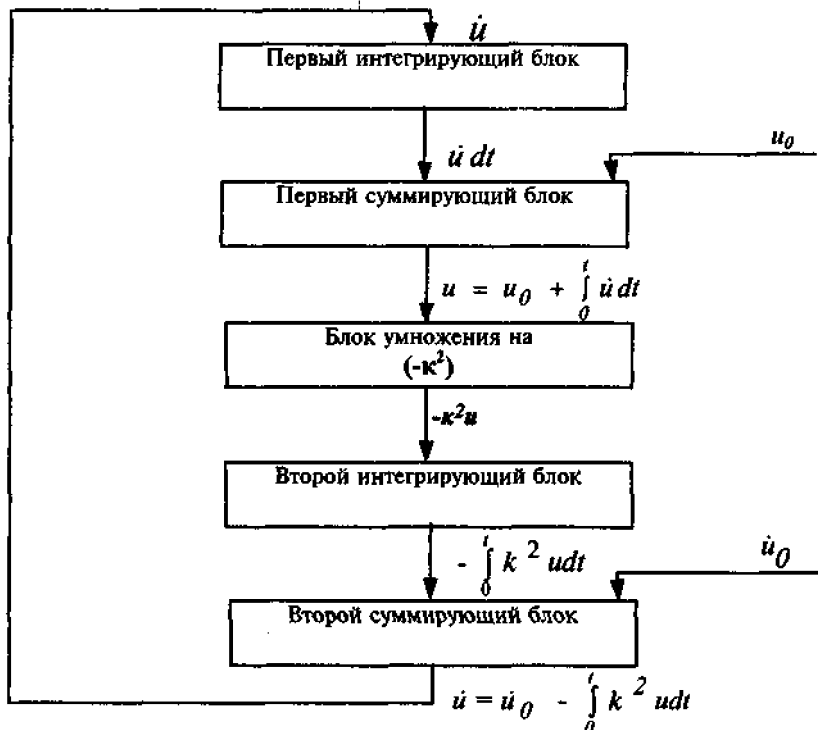 u̇
Первый интегрирующий блок
u̇ dt
u₀
Первый суммирующий блок
u = u₀ + ∫₀ᵗ u̇ dt
Блок умножения на
(-к²)
-к²u
Второй интегрирующий блок
- ∫₀ᵗ k² udt
u̇₀
Второй суммирующий блок
u̇ = u̇₀ - ∫₀ᵗ k² udt